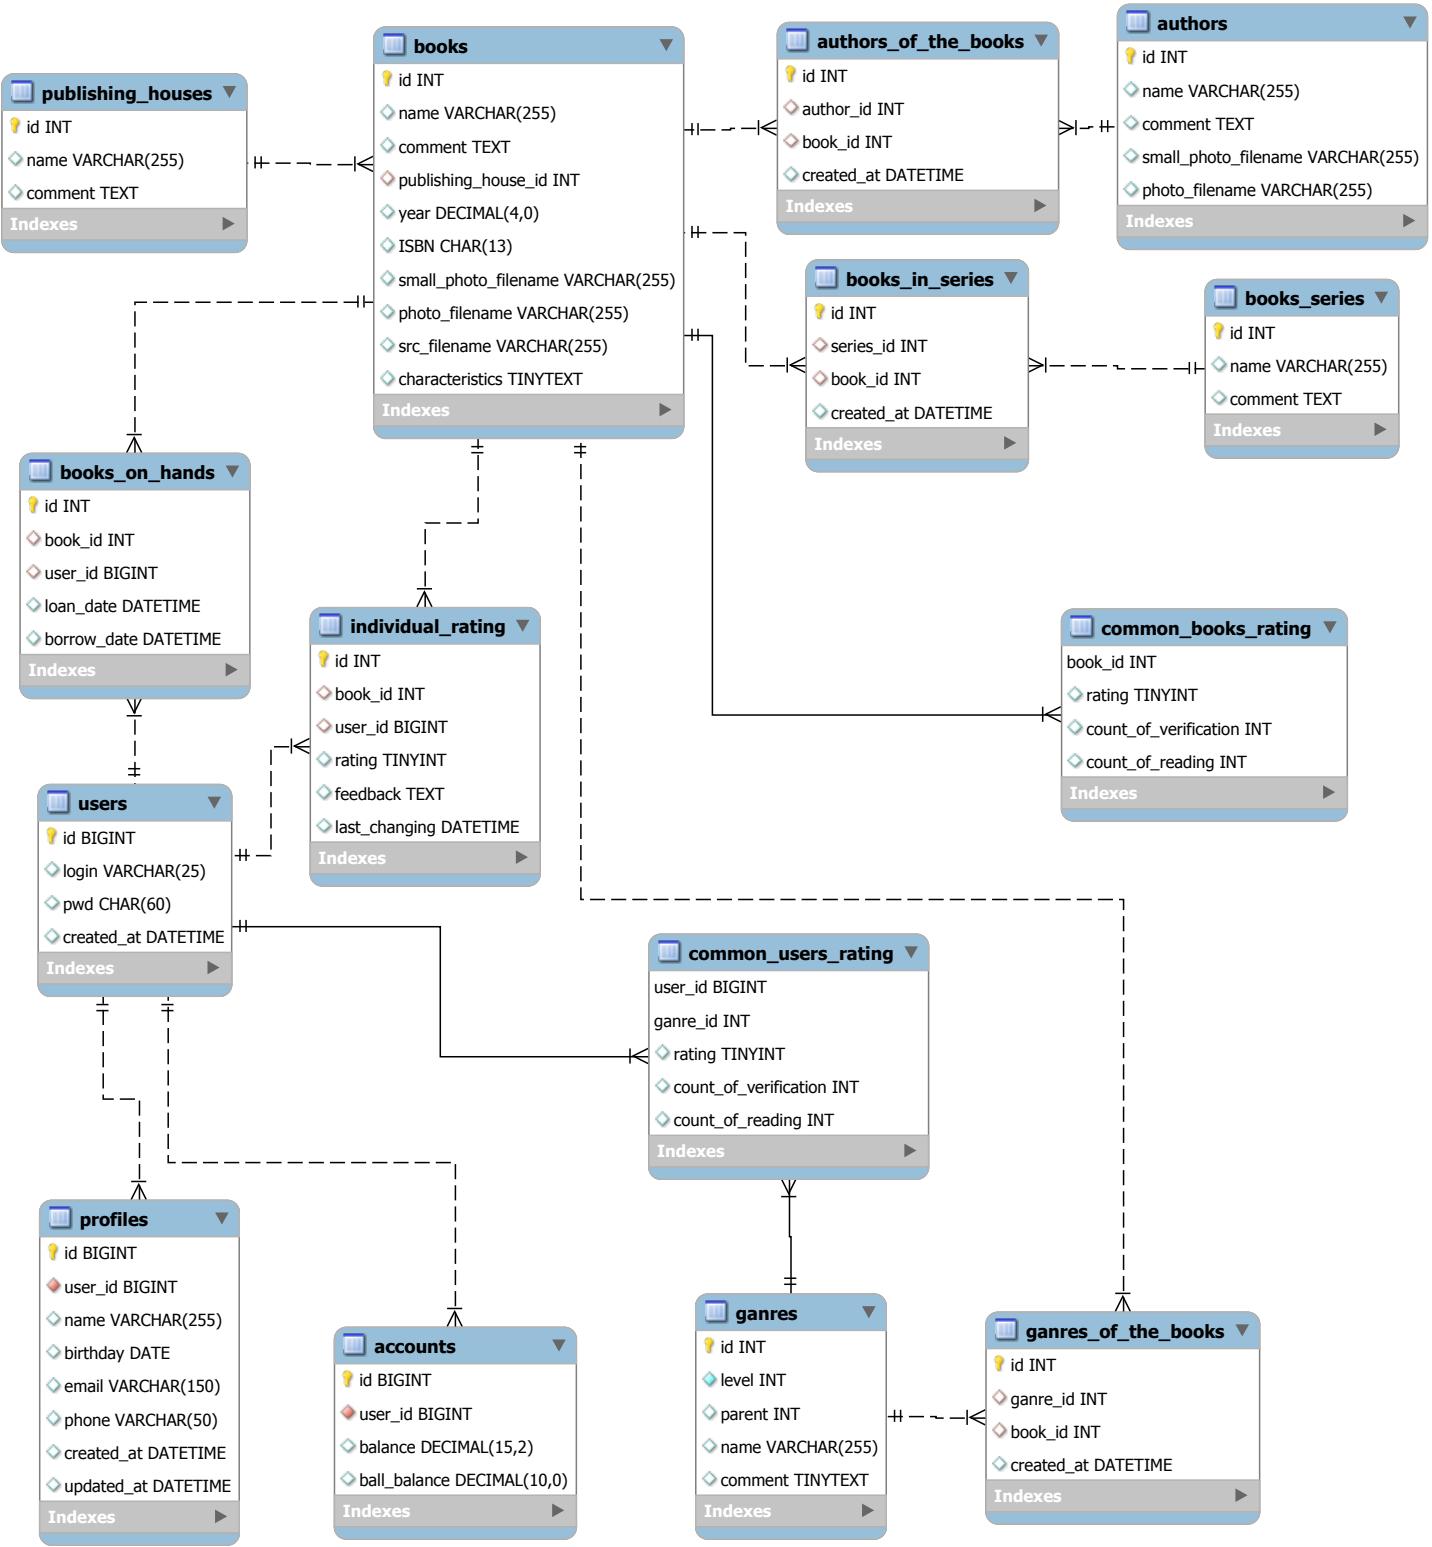 publishing_houses
id INT
name VARCHAR(255)
comment TEXT
Indexes
books
id INT
name VARCHAR(255)
comment TEXT
publishing_house_id INT
year DECIMAL(4,0)
ISBN CHAR(13)
small_photo_filename VARCHAR(255)
photo_filename VARCHAR(255)
src_filename VARCHAR(255)
characteristics TINYTEXT
Indexes
authors_of_the_books
id INT
author_id INT
book_id INT
created_at DATETIME
Indexes
authors
id INT
name VARCHAR(255)
comment TEXT
small_photo_filename VARCHAR(255)
photo_filename VARCHAR(255)
Indexes
books_in_series
id INT
series_id INT
book_id INT
created_at DATETIME
Indexes
books_series
id INT
name VARCHAR(255)
comment TEXT
Indexes
books_on_hands
id INT
book_id INT
user_id BIGINT
loan_date DATETIME
borrow_date DATETIME
Indexes
individual_rating
id INT
book_id INT
user_id BIGINT
rating TINYINT
feedback TEXT
last_changing DATETIME
Indexes
common_books_rating
book_id INT
rating TINYINT
count_of_verification INT
count_of_reading INT
Indexes
users
id BIGINT
login VARCHAR(25)
pwd CHAR(60)
created_at DATETIME
Indexes
common_users_rating
user_id BIGINT
ganre_id INT
rating TINYINT
count_of_verification INT
count_of_reading INT
Indexes
profiles
id BIGINT
user_id BIGINT
name VARCHAR(255)
birthday DATE
email VARCHAR(150)
phone VARCHAR(50)
created_at DATETIME
updated_at DATETIME
Indexes
accounts
id BIGINT
user_id BIGINT
balance DECIMAL(15,2)
ball_balance DECIMAL(10,0)
Indexes
ganres
id INT
level INT
parent INT
name VARCHAR(255)
comment TINYTEXT
Indexes
ganres_of_the_books
id INT
ganre_id INT
book_id INT
created_at DATETIME
Indexes